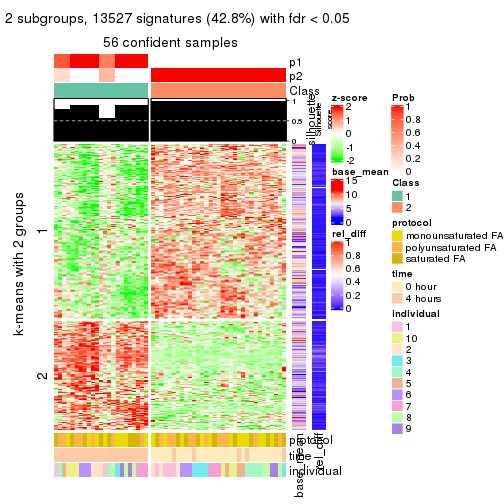 2 subgroups, 13527 signatures (42.8%) with fdr < 0.05
56 confident samples
p1
p2
Class
1
0.5
0
silhouette
score
k-means with 2 groups
1
2
protocol
time
individual
base_mean
rel_diff
z-score
2
1
0
-1
-2
base_mean
15
10
5
0
rel_diff
1
0.8
0.6
0.4
0.2
0
Prob
1
0.8
0.6
0.4
0.2
0
Class
1
2
protocol
monounsaturated FA
polyunsaturated FA
saturated FA
time
0 hour
4 hours
individual
1
10
2
3
4
5
6
7
8
9